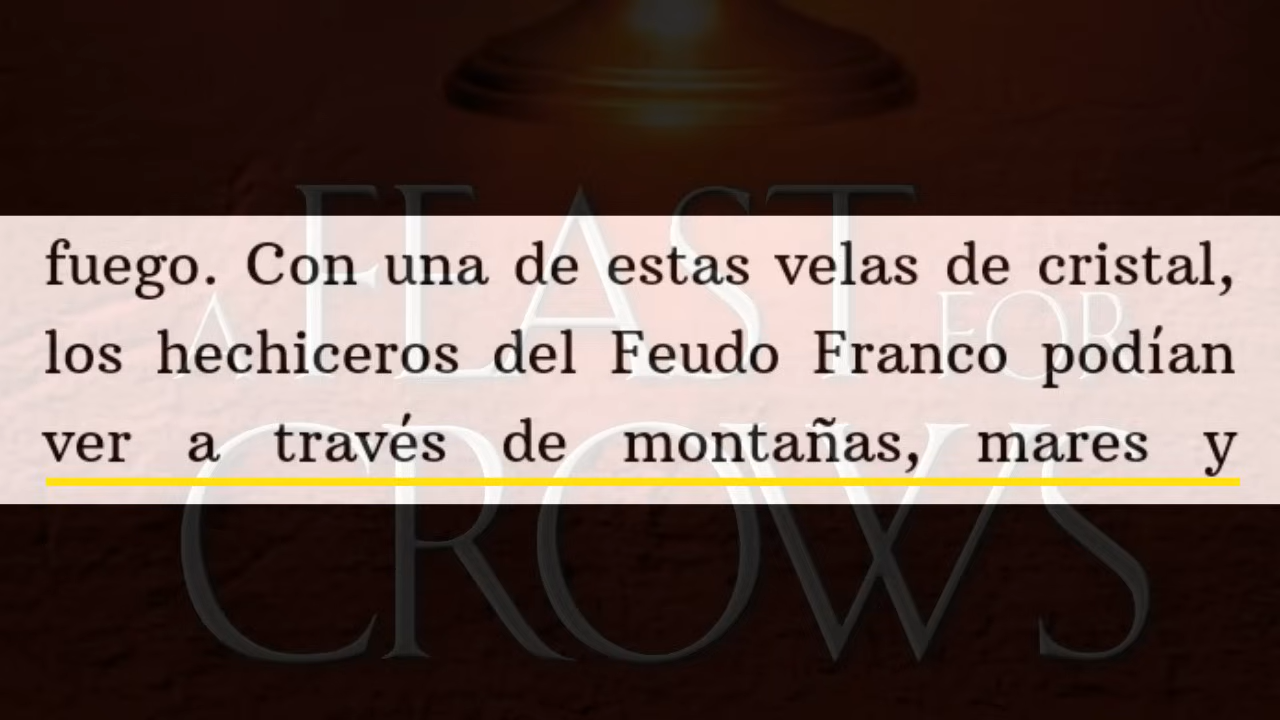 A FEAST FOR
CROWS
fuego. Con una de estas velas de cristal,
los hechiceros del Feudo Franco podían
ver a través de montañas, mares y